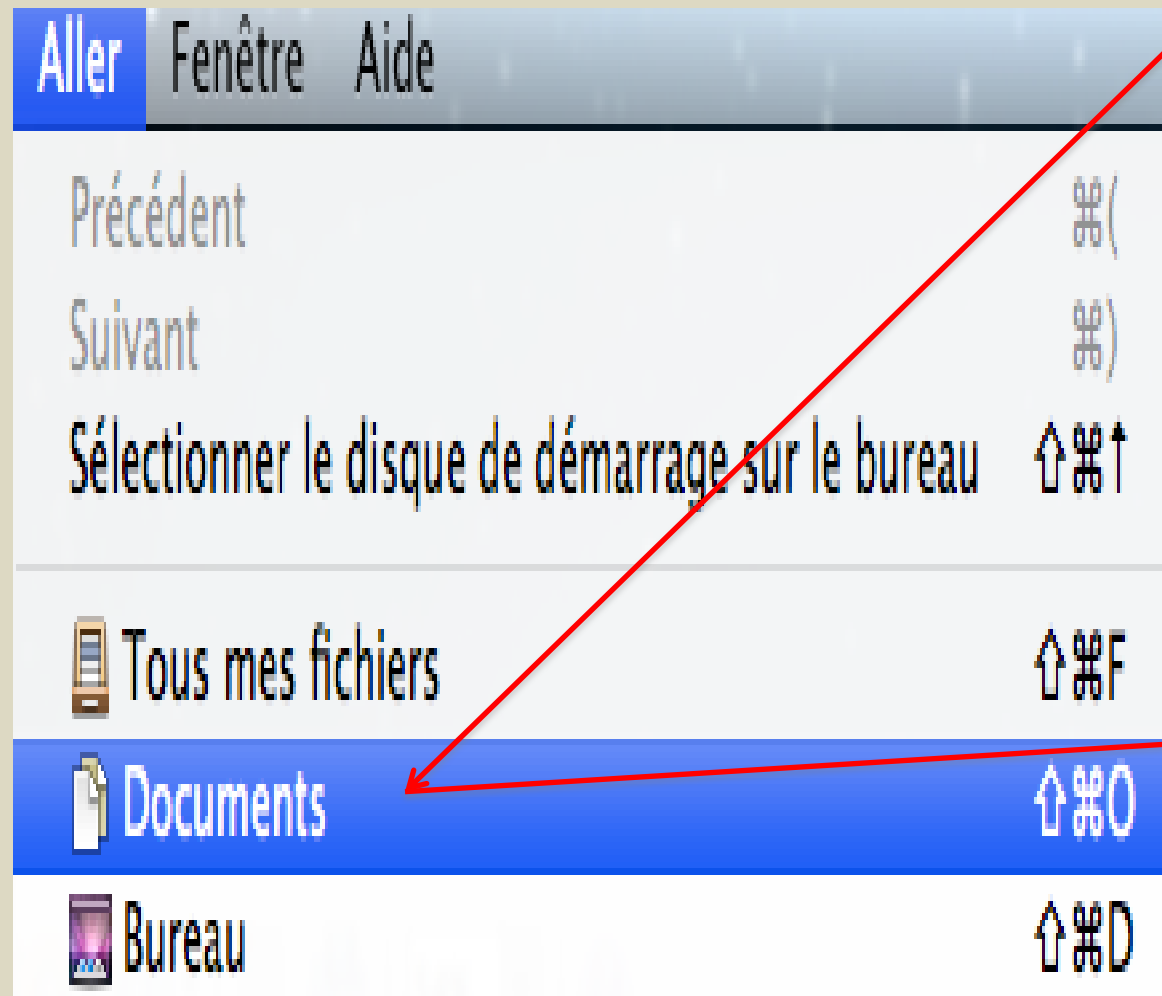 Aller Fenêtre Aide
Précédent ⌘(
Suivant ⌘)
Sélectionner le disque de démarrage sur le bureau ⇧⌘↑
Tous mes fichiers ⇧⌘F
Documents ⇧⌘O
Bureau ⇧⌘D